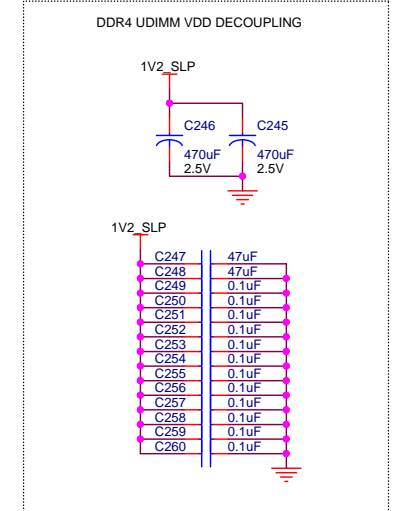 DDR4 UDIMM VDD DECOUPLING
1V2_SLP
C246 C245
470uF 470uF
2.5V 2.5V
1V2_SLP
C247 47uF
C248 47uF
C249 0.1uF
C250 0.1uF
C251 0.1uF
C252 0.1uF
C253 0.1uF
C254 0.1uF
C255 0.1uF
C256 0.1uF
C257 0.1uF
C258 0.1uF
C259 0.1uF
C260 0.1uF